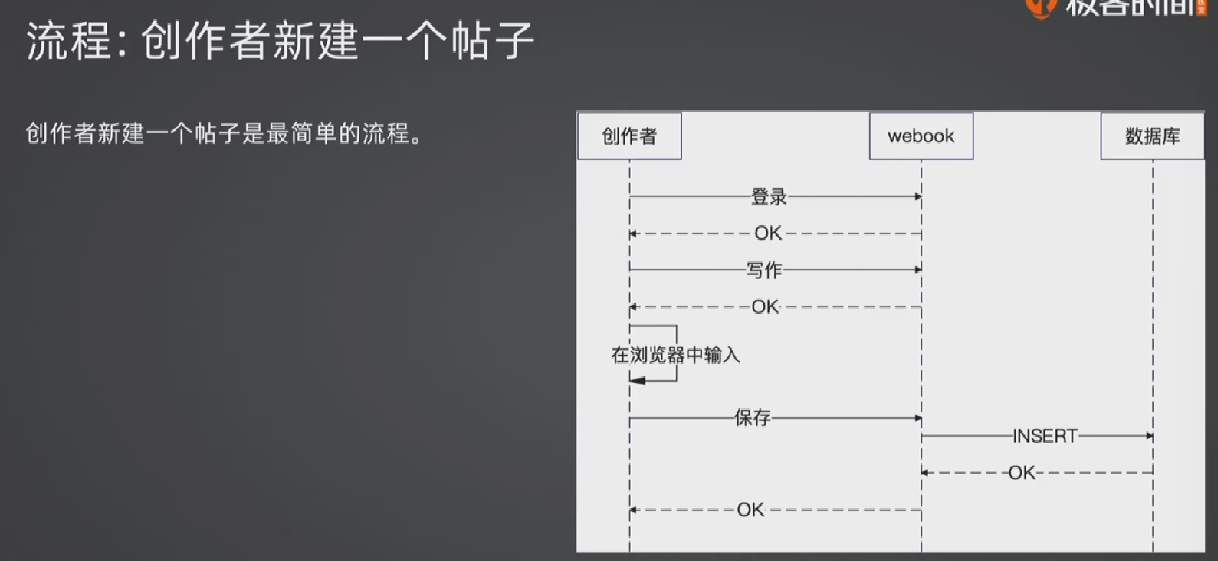 极客时间
流程：创作者新建一个帖子
创作者新建一个帖子是最简单的流程。
创作者
webook
数据库
登录
OK
写作
OK
在浏览器中输入
保存
INSERT
OK
OK